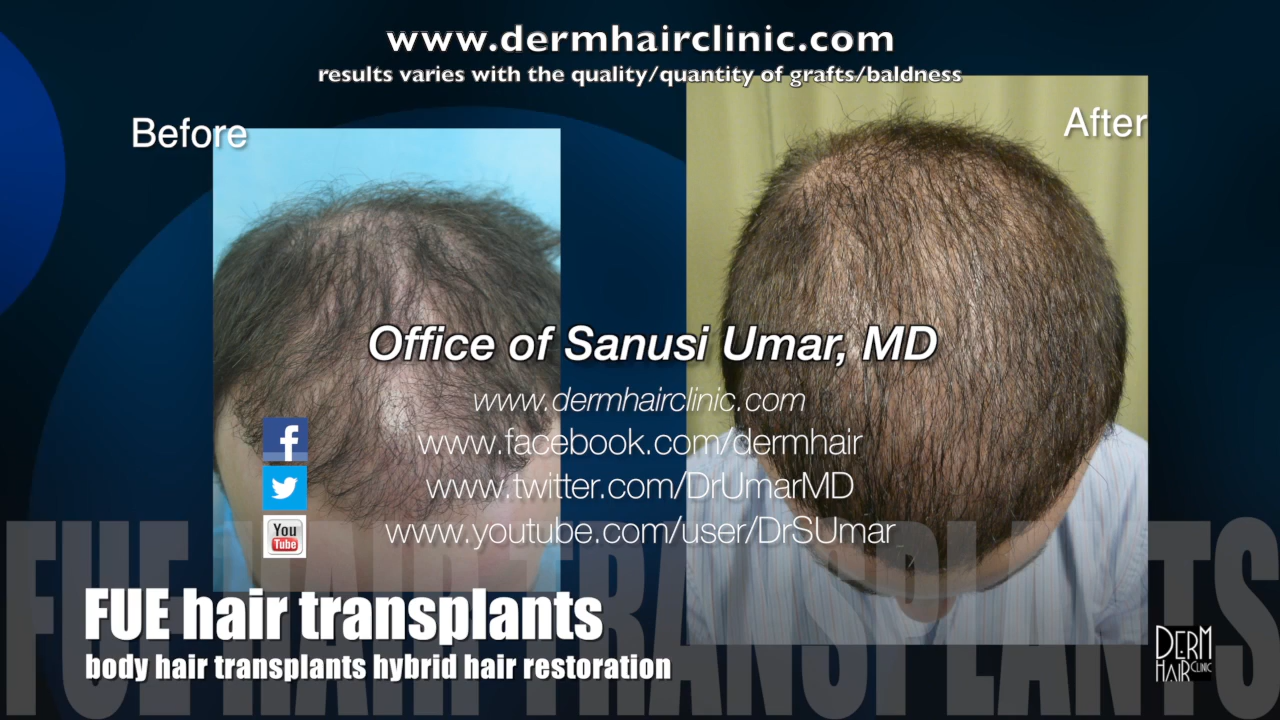 www.dermhairclinic.com
results varies with the quality/quantity of grafts/baldness
Before
After
Office of Sanusi Umar, MD
www.dermhairclinic.com
www.facebook.com/dermhair
www.twitter.com/DrUmarMD
You Tube
www.youtube.com/user/DrSUmar
FUE HAIR TRANSPLANTS
FUE hair transplants
body hair transplants hybrid hair restoration
DERM
HAIR CLINIC